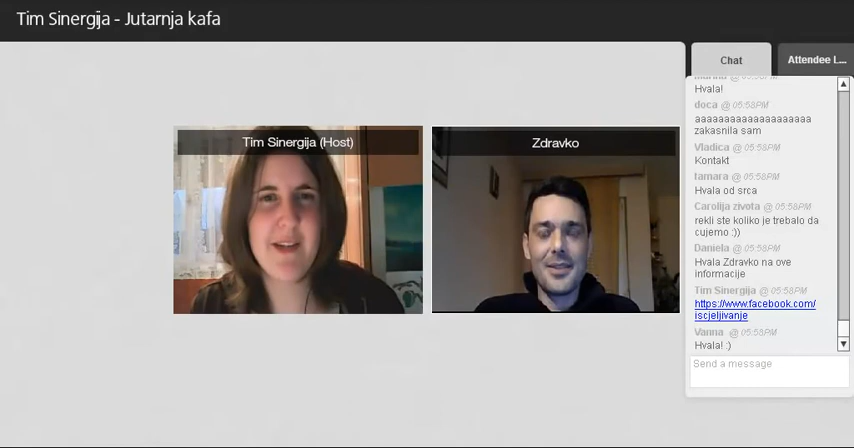 Tim Sinergija - Jutarnja kafa
Chat
Attendee L...
Tim Sinergija (Host)
Zdravko
@ 05:58PM
Hvala!
doca @ 05:58PM
aaaaaaaaaaaaaaaaaaaa
zakasnila sam
Vladica @ 05:58PM
Kontakt
tamara @ 05:58PM
Hvala od srca
Carolija zivota @ 05:58PM
rekli ste koliko je trebalo da
cujemo :))
Daniela @ 05:58PM
Hvala Zdravko na ove
informacije
Tim Sinergija @ 05:58PM
https://www.facebook.com/
iscjeljivanje
Vanna @ 05:58PM
Hvala! :)
Send a message